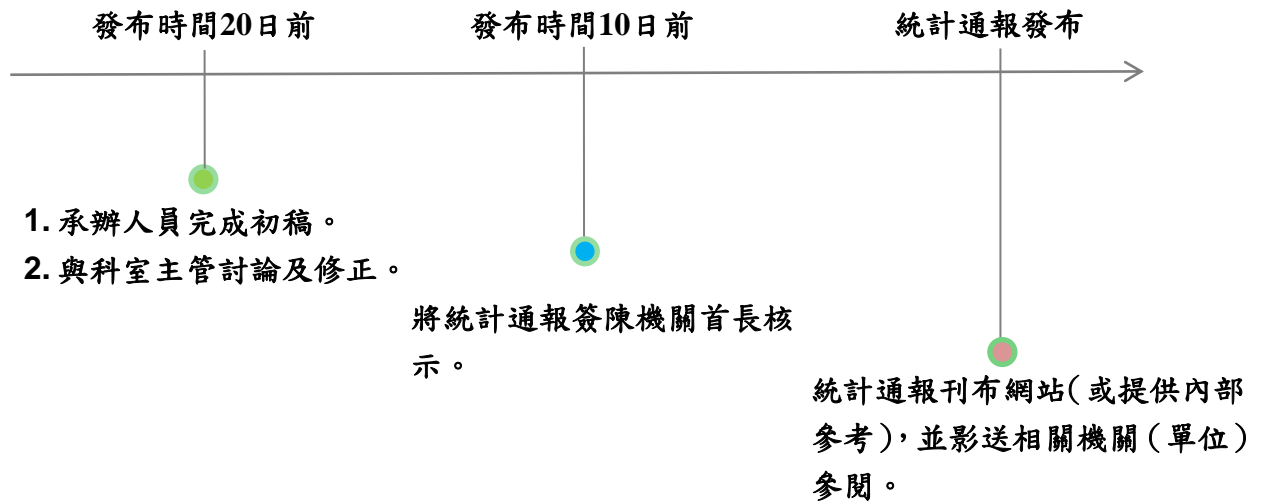 發布時間20日前
發布時間10日前
統計通報發布
1. 承辦人員完成初稿。
2. 與科室主管討論及修正。
將統計通報簽陳機關首長核
示。
統計通報刊布網站(或提供內部
參考),並影送相關機關(單位)
參閱。